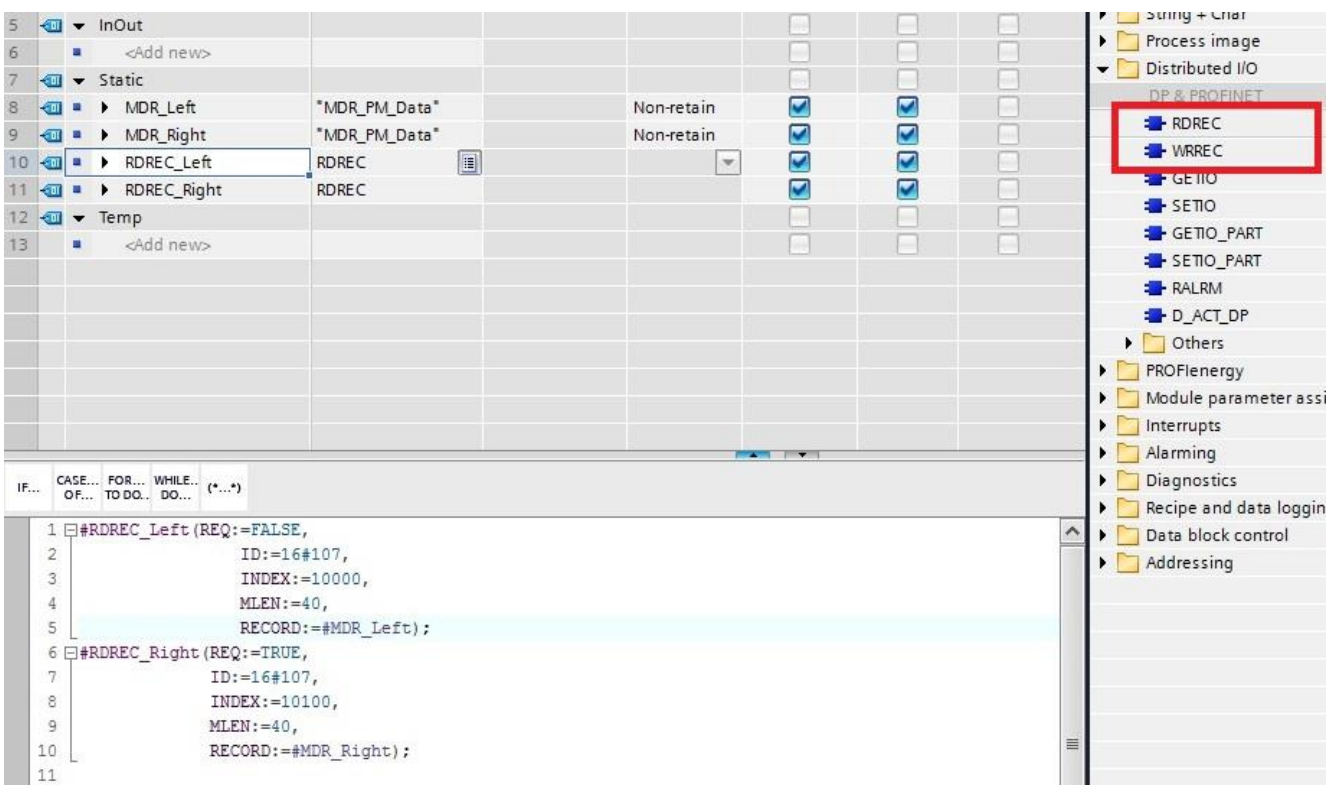 5 InOut
6 <Add new>
7 Static
8 MDR_Left "MDR_PM_Data" Non-retain
9 MDR_Right "MDR_PM_Data" Non-retain
10 RDREC_Left RDREC
11 RDREC_Right RDREC
12 Temp
13 <Add new>
IF... CASE... OF... FOR... TO DO... WHILE... DO... (*...*)
1 #RDREC_Left(REQ:=FALSE,
2 ID:=16#107,
3 INDEX:=10000,
4 MLEN:=40,
5 RECORD:=#MDR_Left);
6 #RDREC_Right(REQ:=TRUE,
7 ID:=16#107,
8 INDEX:=10100,
9 MLEN:=40,
10 RECORD:=#MDR_Right);
11
String + Char
Process image
Distributed I/O
DP & PROFINET
RDREC
WRREC
GETIO
SETIO
GETIO_PART
SETIO_PART
RALRM
D_ACT_DP
Others
PROFIenergy
Module parameter assi
Interrupts
Alarming
Diagnostics
Recipe and data loggin
Data block control
Addressing